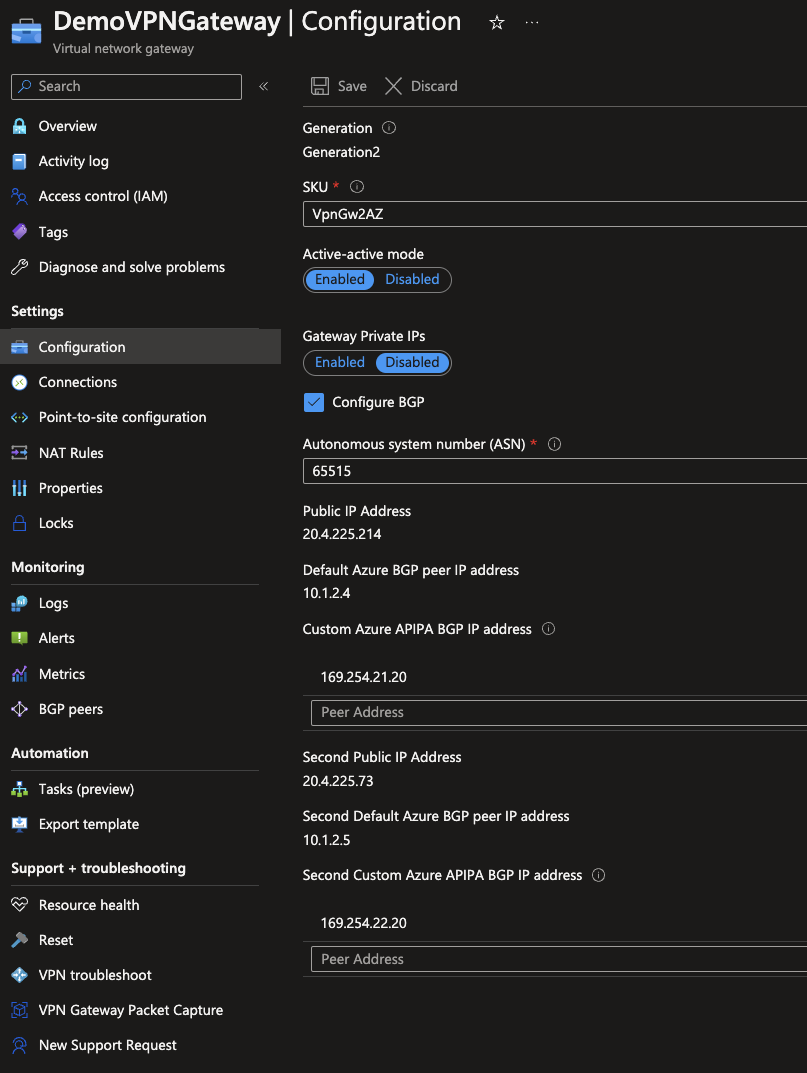 DemoVPNGateway | Configuration
Virtual network gateway
Search
Overview
Activity log
Access control (IAM)
Tags
Diagnose and solve problems
Settings
Configuration
Connections
Point-to-site configuration
NAT Rules
Properties
Locks
Monitoring
Logs
Alerts
Metrics
BGP peers
Automation
Tasks (preview)
Export template
Support + troubleshooting
Resource health
Reset
VPN troubleshoot
VPN Gateway Packet Capture
New Support Request
Save Discard
Generation
Generation2
SKU *
VpnGw2AZ
Active-active mode
Enabled Disabled
Gateway Private IPs
Enabled Disabled
Configure BGP
Autonomous system number (ASN) *
65515
Public IP Address
20.4.225.214
Default Azure BGP peer IP address
10.1.2.4
Custom Azure APIPA BGP IP address
169.254.21.20
Peer Address
Second Public IP Address
20.4.225.73
Second Default Azure BGP peer IP address
10.1.2.5
Second Custom Azure APIPA BGP IP address
169.254.22.20
Peer Address